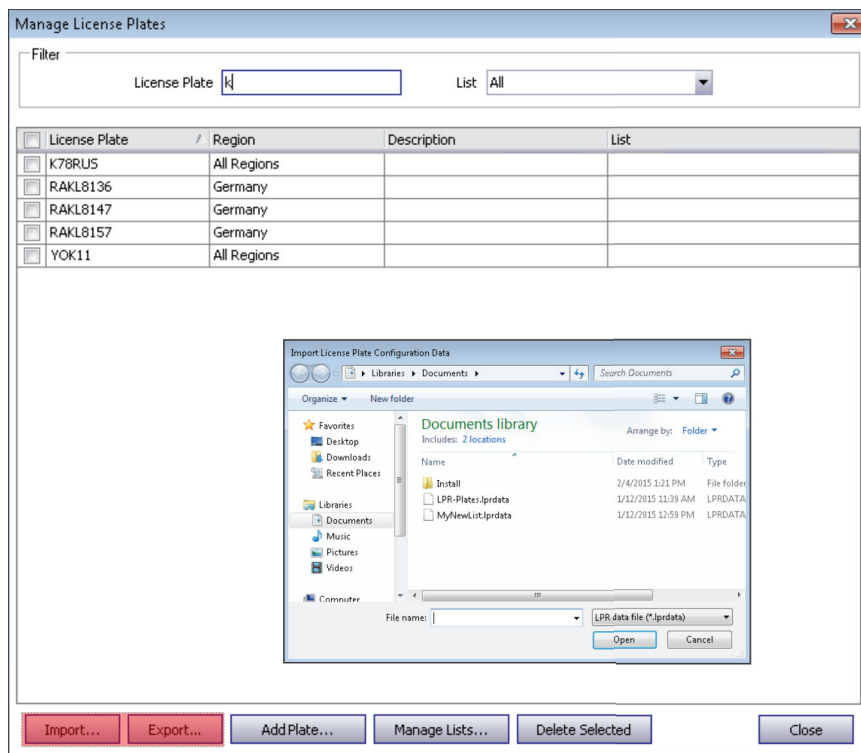 Manage License Plates
Filter
License Plate k List All
License Plate Region Description List
K78RUS All Regions
RAKL8136 Germany
RAKL8147 Germany
RAKL8157 Germany
YOK11 All Regions
Import License Plate Configuration Data
Libraries Documents Search Documents
Organize New folder
Favorites
Desktop
Downloads
Recent Places
Libraries
Documents
Music
Pictures
Videos
Computer
Documents library
Includes: 2 locations
Arrange by: Folder
Name Date modified Type
Install 2/4/2015 1:21 PM File folder
LPR-Plates.lprdata 1/12/2015 11:39 AM LPRDATA
MyNewList.lprdata 1/12/2015 12:59 PM LPRDATA
File name: LPR data file (*.lprdata)
Open Cancel
Import... Export... Add Plate... Manage Lists... Delete Selected Close